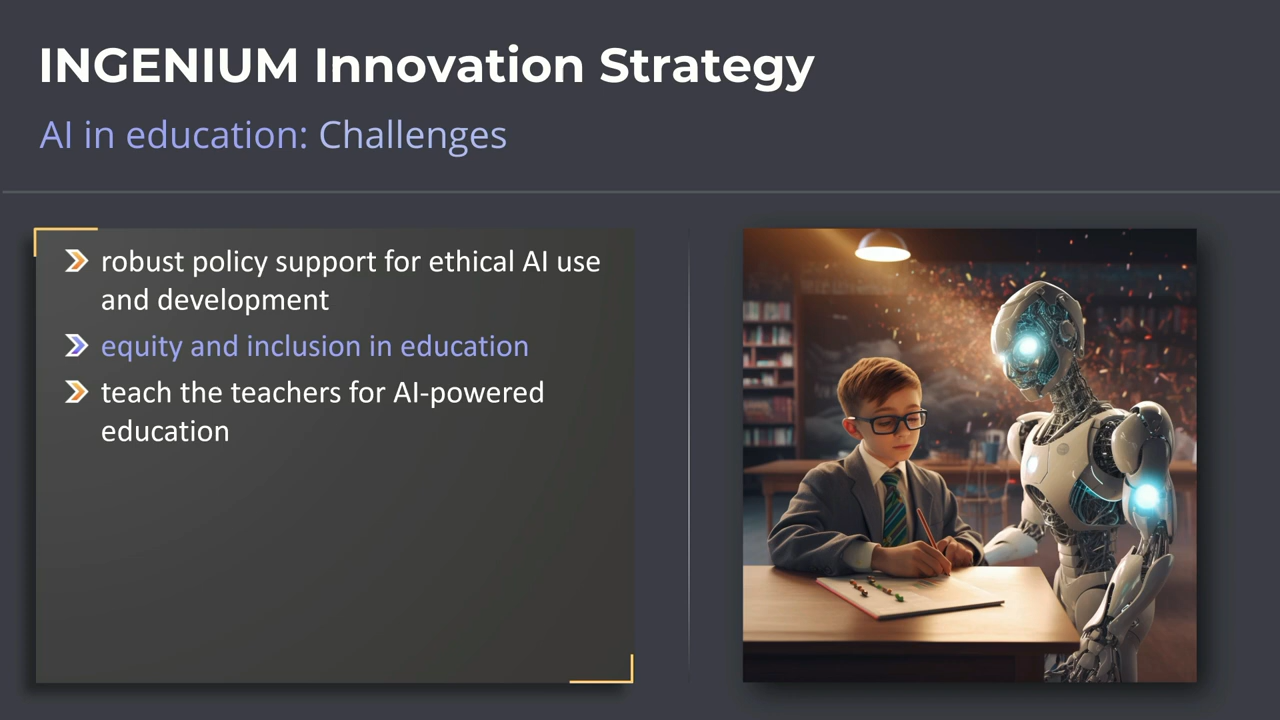 INGENIUM Innovation Strategy
AI in education: Challenges
robust policy support for ethical AI use
and development
equity and inclusion in education
teach the teachers for AI-powered
education